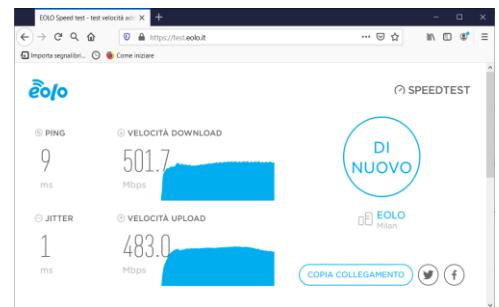 EOLO Speed test - test velocità ads
https://test.eolo.it
Importa segnalibri...
Come iniziare
eolo
SPEEDTEST
PING
9
ms
VELOCITÀ DOWNLOAD
501.7
Mbps
DI
NUOVO
JITTER
1
ms
VELOCITÀ UPLOAD
483.0
Mbps
EOLO
Milan
COPIA COLLEGAMENTO